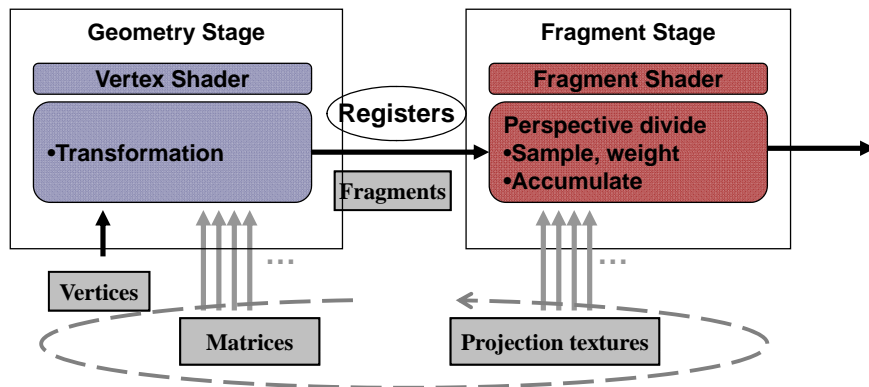 Geometry Stage
Vertex Shader
•Transformation
Registers
Fragments
Fragment Stage
Fragment Shader
Perspective divide
•Sample, weight
•Accumulate
...
...
Vertices
Matrices
Projection textures